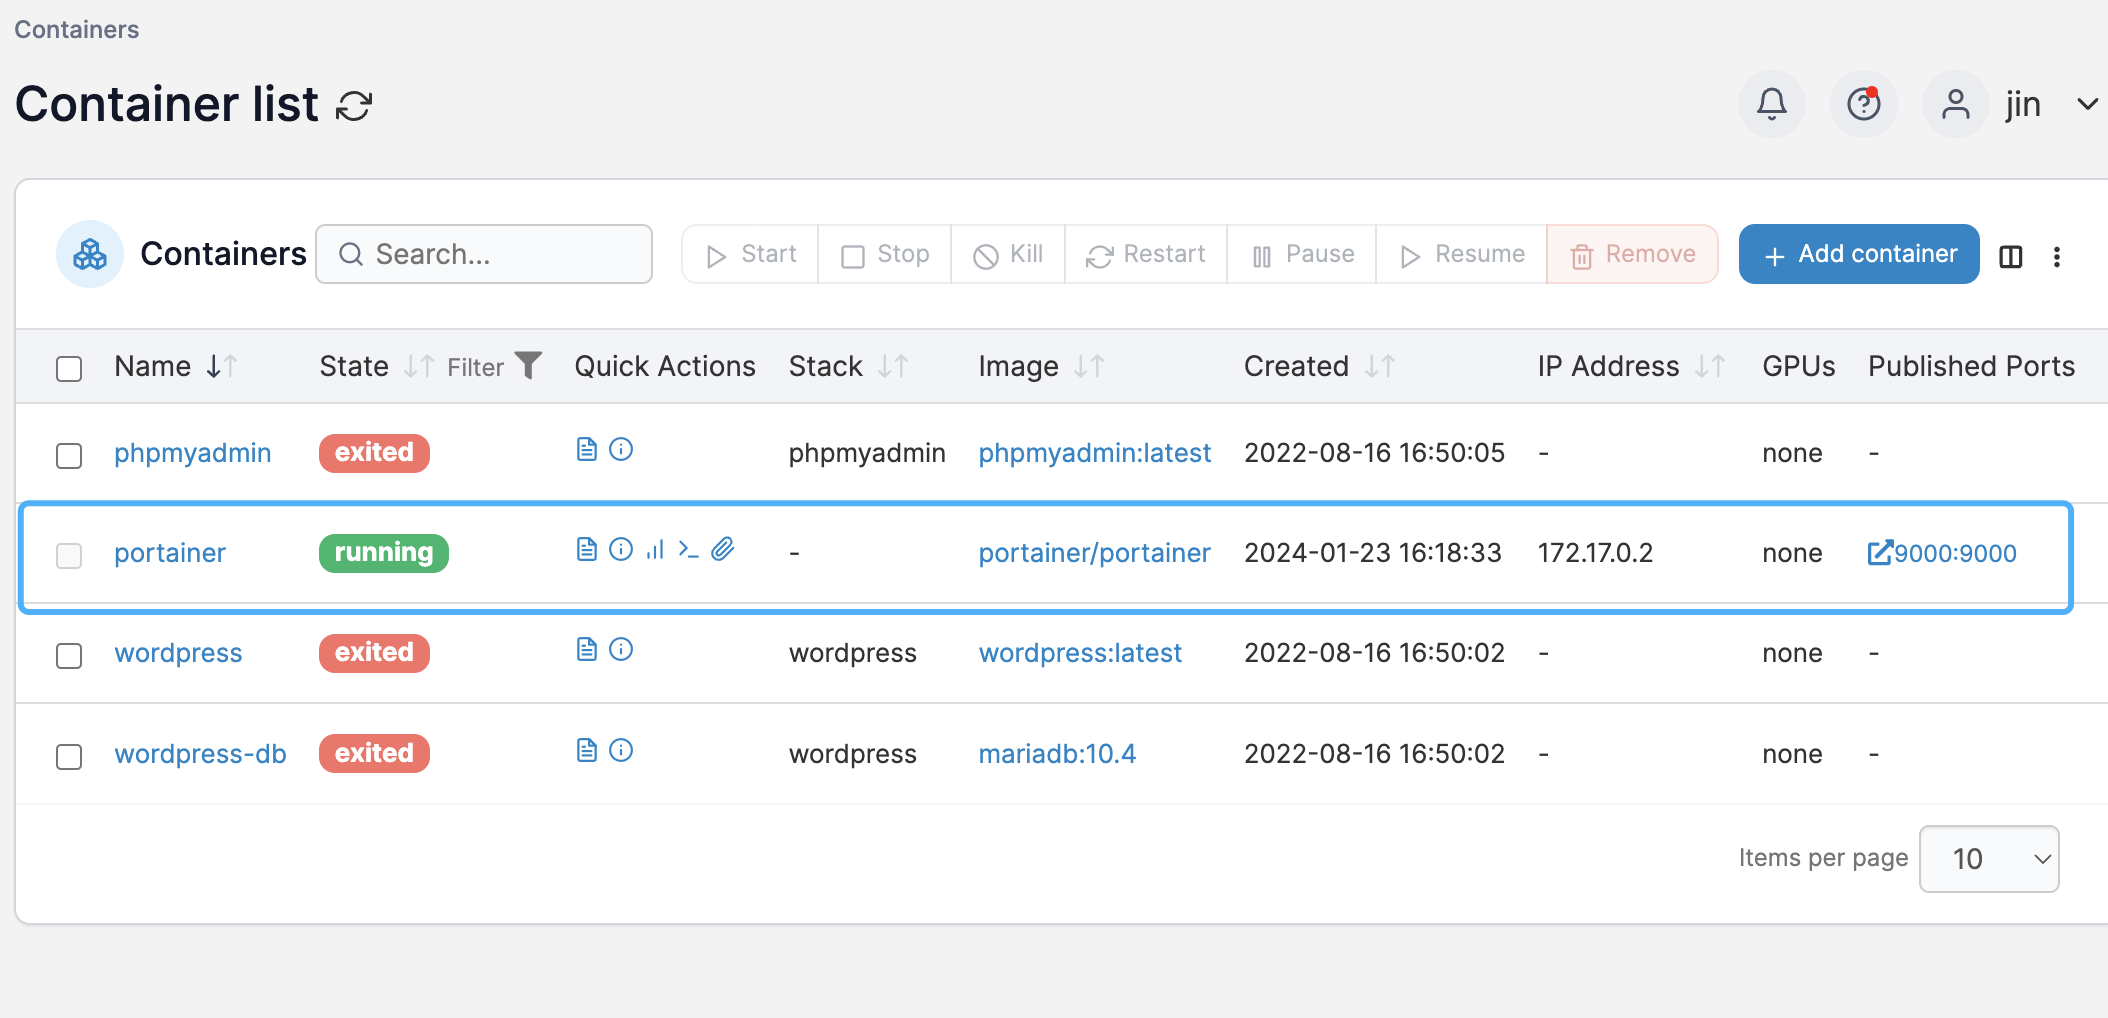 Containers
Container list
jin
Containers Search... Start Stop Kill Restart Pause Resume Remove + Add container
Name State Filter Quick Actions Stack Image Created IP Address GPUs Published Ports
phpmyadmin exited phpmyadmin phpmyadmin:latest 2022-08-16 16:50:05 - none -
portainer running - portainer/portainer 2024-01-23 16:18:33 172.17.0.2 none 9000:9000
wordpress exited wordpress wordpress:latest 2022-08-16 16:50:02 - none -
wordpress-db exited wordpress mariadb:10.4 2022-08-16 16:50:02 - none -
Items per page 10